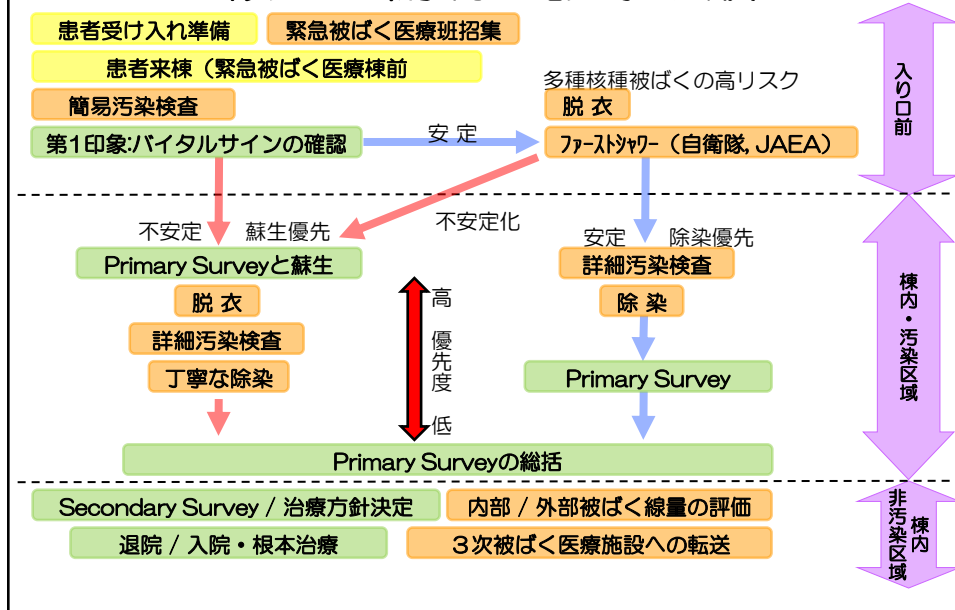 患者受け入れ準備
緊急被ばく医療班招集
患者来棟（緊急被ばく医療棟前
簡易汚染検査
多種核種被ばくの高リスク
脱 衣
第1印象:バイタルサインの確認
安 定
ﾌｧｰｽﾄｼｬﾜｰ（自衛隊, JAEA）
入り口前
不安定 蘇生優先
不安定化
安定 除染優先
Primary Surveyと蘇生
詳細汚染検査
脱 衣
除 染
詳細汚染検査
丁寧な除染
Primary Survey
高 優先度 低
棟内・汚染区域
Primary Surveyの総括
Secondary Survey / 治療方針決定
内部 / 外部被ばく線量の評価
退院 / 入院・根本治療
３次被ばく医療施設への転送
棟内
非汚染区域